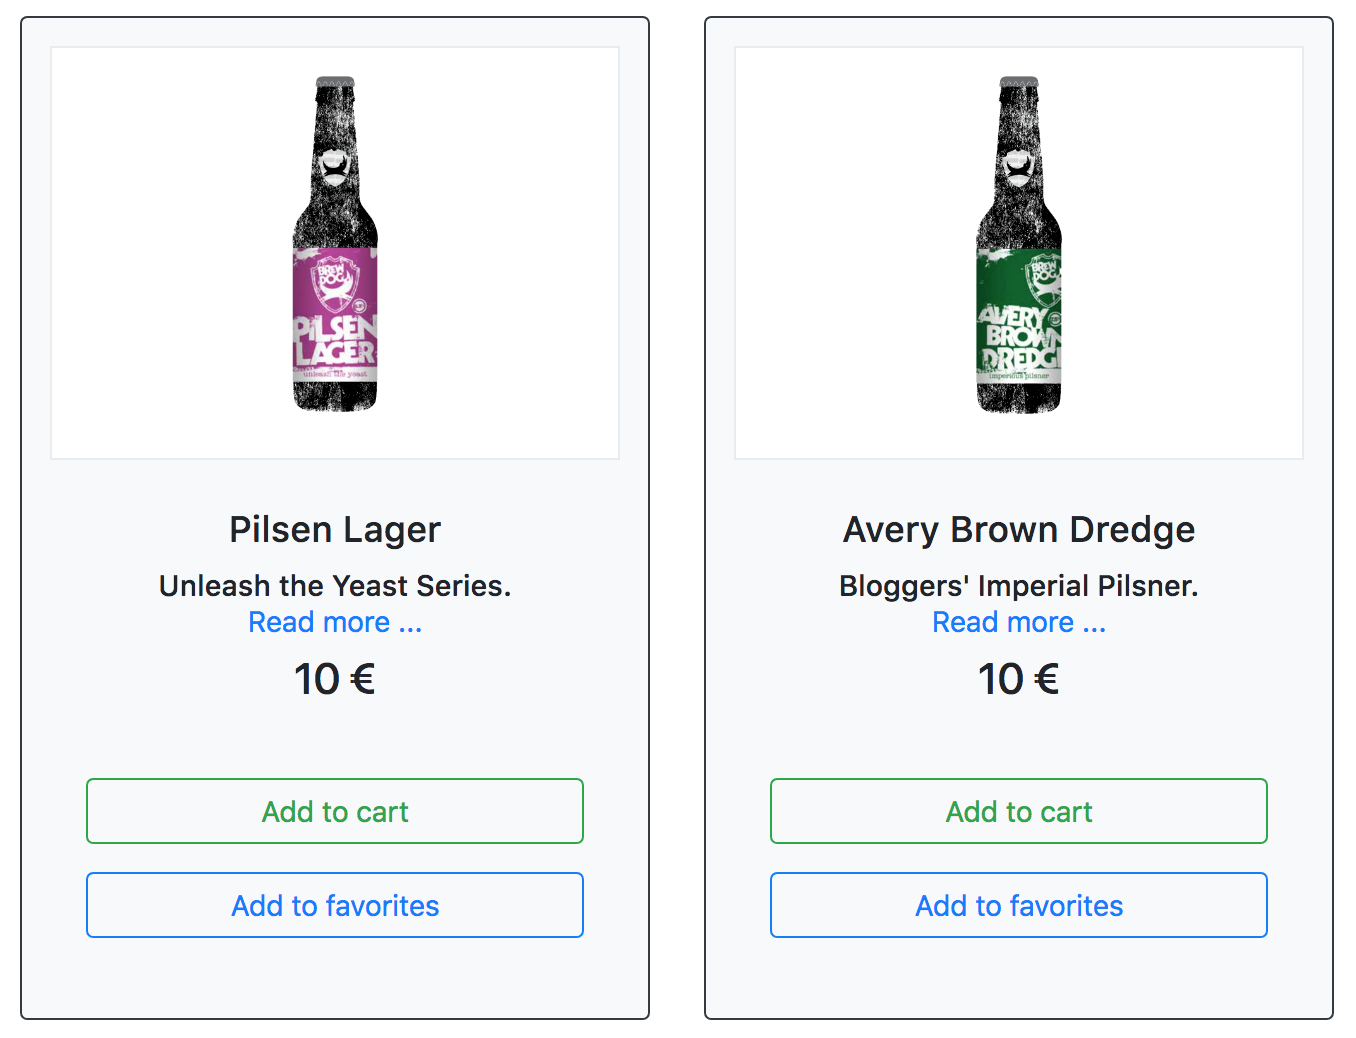 BREW
DOG
PILSEN
LAGER
unleash the yeast
Pilsen Lager
Unleash the Yeast Series.
Read more ...
10 €
Add to cart
Add to favorites
BREW
DOG
AVERY
BROWN
DREDGE
imperious pilsner
Avery Brown Dredge
Bloggers' Imperial Pilsner.
Read more ...
10 €
Add to cart
Add to favorites